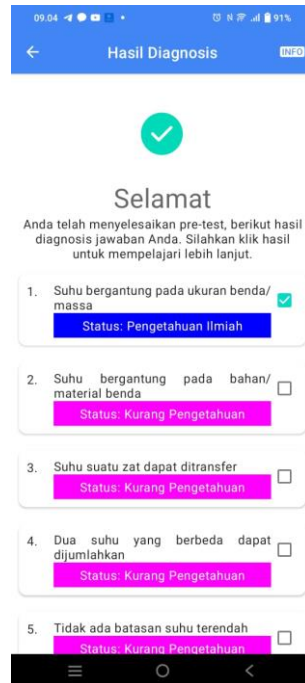 09.04
91%
Hasil Diagnosis
INFO
Selamat
Anda telah menyelesaikan pre-test, berikut hasil
diagnosis jawaban Anda. Silahkan klik hasil
untuk mempelajari lebih lanjut.
1. Suhu bergantung pada ukuran benda/
massa
Status: Pengetahuan Ilmiah
2. Suhu bergantung pada bahan/
material benda
Status: Kurang Pengetahuan
3. Suhu suatu zat dapat ditransfer
Status: Kurang Pengetahuan
4. Dua suhu yang berbeda dapat
dijumlahkan
Status: Kurang Pengetahuan
5. Tidak ada batasan suhu terendah
Status: Kurang Pengetahuan